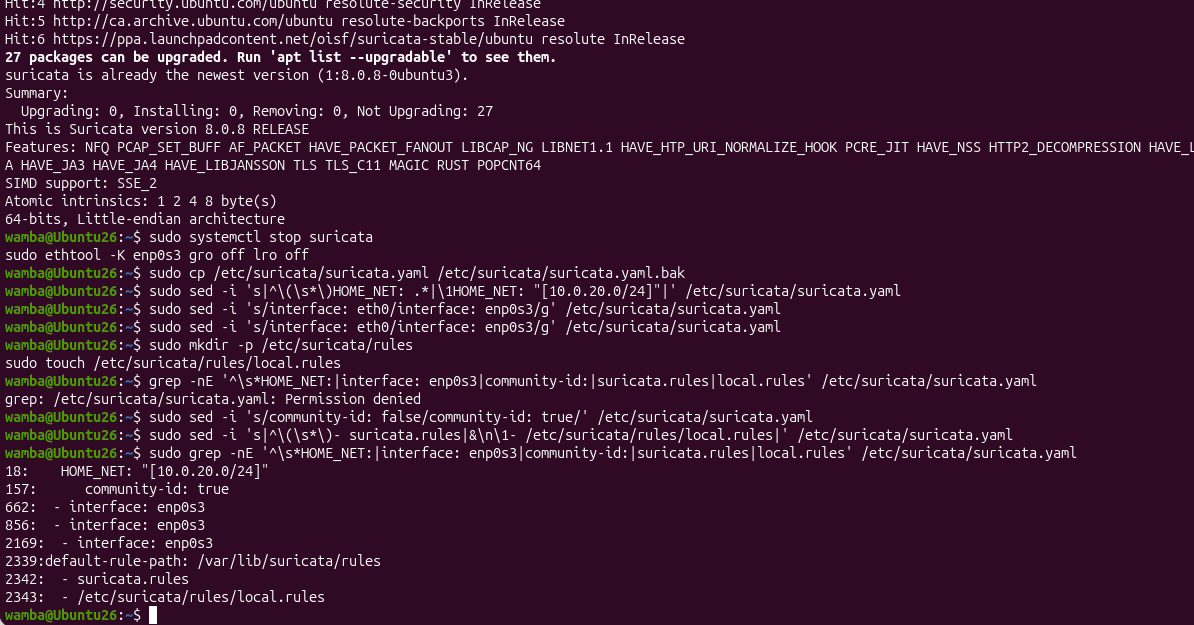 Hit:4 http://security.ubuntu.com/ubuntu resolute-security InRelease
Hit:5 http://ca.archive.ubuntu.com/ubuntu resolute-backports InRelease
Hit:6 https://ppa.launchpadcontent.net/oisf/suricata-stable/ubuntu resolute InRelease
27 packages can be upgraded. Run 'apt list --upgradable' to see them.
suricata is already the newest version (1:8.0.8-0ubuntu3).
Summary:
  Upgrading: 0, Installing: 0, Removing: 0, Not Upgrading: 27
This is Suricata version 8.0.8 RELEASE
Features: NFQ PCAP_SET_BUFF AF_PACKET HAVE_PACKET_FANOUT LIBCAP_NG LIBNET1.1 HAVE_HTP_URI_NORMALIZE_HOOK PCRE_JIT HAVE_NSS HTTP2_DECOMPRESSION HAVE_L
A HAVE_JA3 HAVE_JA4 HAVE_LIBJANSSON TLS TLS_C11 MAGIC RUST POPCNT64
SIMD support: SSE_2
Atomic intrinsics: 1 2 4 8 byte(s)
64-bits, Little-endian architecture
wamba@Ubuntu26:~$ sudo systemctl stop suricata
sudo ethtool -K enp0s3 gro off lro off
wamba@Ubuntu26:~$ sudo cp /etc/suricata/suricata.yaml /etc/suricata/suricata.yaml.bak
wamba@Ubuntu26:~$ sudo sed -i 's|^\(\s*\)HOME_NET: .*|\1HOME_NET: "[10.0.20.0/24]"|' /etc/suricata/suricata.yaml
wamba@Ubuntu26:~$ sudo sed -i 's/interface: eth0/interface: enp0s3/g' /etc/suricata/suricata.yaml
wamba@Ubuntu26:~$ sudo sed -i 's/interface: eth0/interface: enp0s3/g' /etc/suricata/suricata.yaml
wamba@Ubuntu26:~$ sudo mkdir -p /etc/suricata/rules
sudo touch /etc/suricata/rules/local.rules
wamba@Ubuntu26:~$ grep -nE '^\s*HOME_NET:|interface: enp0s3|community-id:|suricata.rules|local.rules' /etc/suricata/suricata.yaml
grep: /etc/suricata/suricata.yaml: Permission denied
wamba@Ubuntu26:~$ sudo sed -i 's/community-id: false/community-id: true/' /etc/suricata/suricata.yaml
wamba@Ubuntu26:~$ sudo sed -i 's|^\(\s*\)- suricata.rules|&\n\1- /etc/suricata/rules/local.rules|' /etc/suricata/suricata.yaml
wamba@Ubuntu26:~$ sudo grep -nE '^\s*HOME_NET:|interface: enp0s3|community-id:|suricata.rules|local.rules' /etc/suricata/suricata.yaml
18:    HOME_NET: "[10.0.20.0/24]"
157:      community-id: true
662:  - interface: enp0s3
856:  - interface: enp0s3
2169:  - interface: enp0s3
2339:default-rule-path: /var/lib/suricata/rules
2342:  - suricata.rules
2343:  - /etc/suricata/rules/local.rules
wamba@Ubuntu26:~$